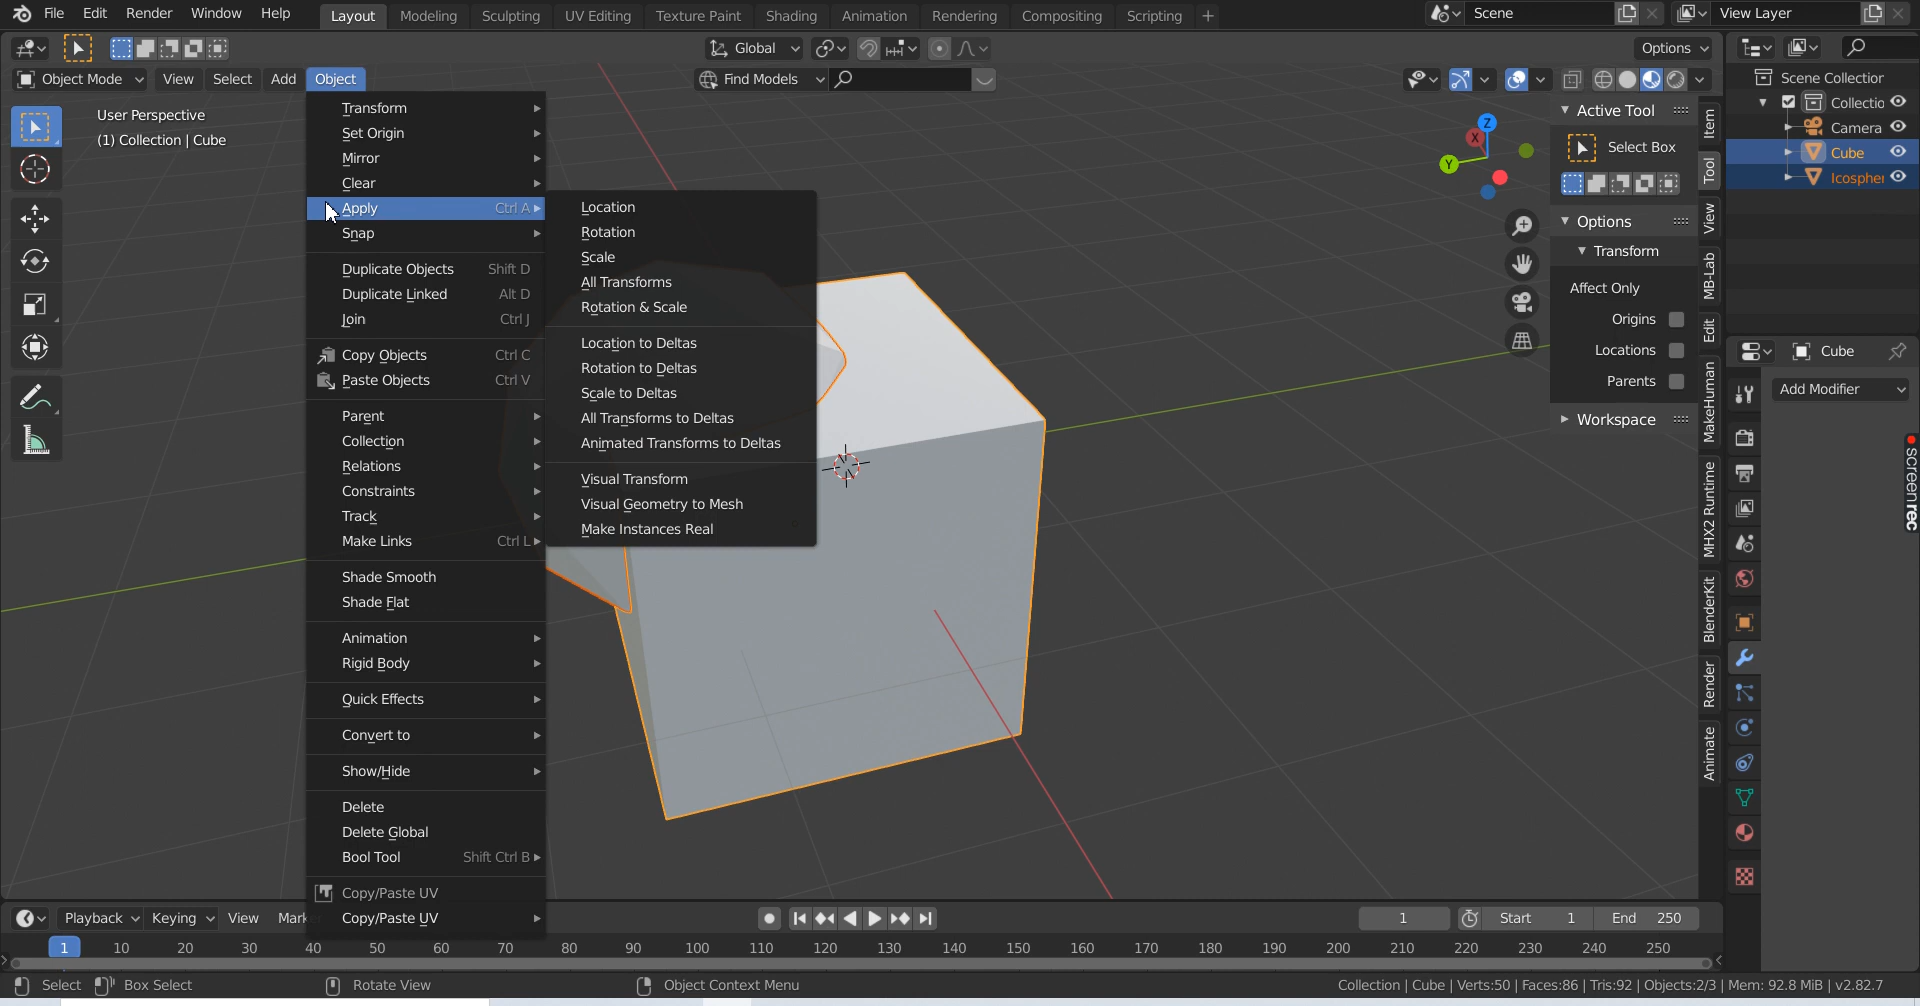 File Edit Render Window Help Layout Modeling Sculpting UV Editing Texture Paint Shading Animation Rendering Compositing Scripting + Scene View Layer
Global Options
Object Mode View Select Add Object Find Models
User Perspective
(1) Collection | Cube
Transform
Set Origin
Mirror
Clear
Apply Ctrl A
Snap
Duplicate Objects Shift D
Duplicate Linked Alt D
Join Ctrl J
Copy Objects Ctrl C
Paste Objects Ctrl V
Parent
Collection
Relations
Constraints
Track
Make Links Ctrl L
Shade Smooth
Shade Flat
Animation
Rigid Body
Quick Effects
Convert to
Show/Hide
Delete
Delete Global
Bool Tool Shift Ctrl B
Copy/Paste UV
Copy/Paste UV
Location
Rotation
Scale
All Transforms
Rotation & Scale
Location to Deltas
Rotation to Deltas
Scale to Deltas
All Transforms to Deltas
Animated Transforms to Deltas
Visual Transform
Visual Geometry to Mesh
Make Instances Real
Z
X
Y
Active Tool
Select Box
Options
Transform
Affect Only
Origins
Locations
Parents
Workspace
Item
Tool
View
MB-Lab
Edit
MakeHuman
MHX2 Runtime
BlenderKit
Render
Animate
Scene Collection
Collectio
Camera
Cube
Icospher
Cube
Add Modifier
screenrec
Playback Keying View Mark 1 Start 1 End 250
1 10 20 30 40 50 60 70 80 90 100 110 120 130 140 150 160 170 180 190 200 210 220 230 240 250
Select Box Select Rotate View Object Context Menu Collection | Cube | Verts:50 | Faces:86 | Tris:92 | Objects:2/3 | Mem: 92.8 MiB | v2.82.7